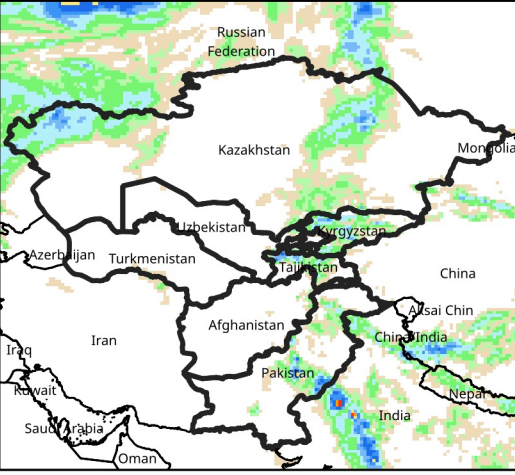 Russian
Federation
Kazakhstan
Mongolia
Uzbekistan
Kyrgyzstan
Azerbaijan
Turkmenistan
Tajikistan
China
Aksai Chin
Afghanistan
China/India
Iran
Iraq
Pakistan
Kuwait
Nepal
India
Saudi Arabia
Oman